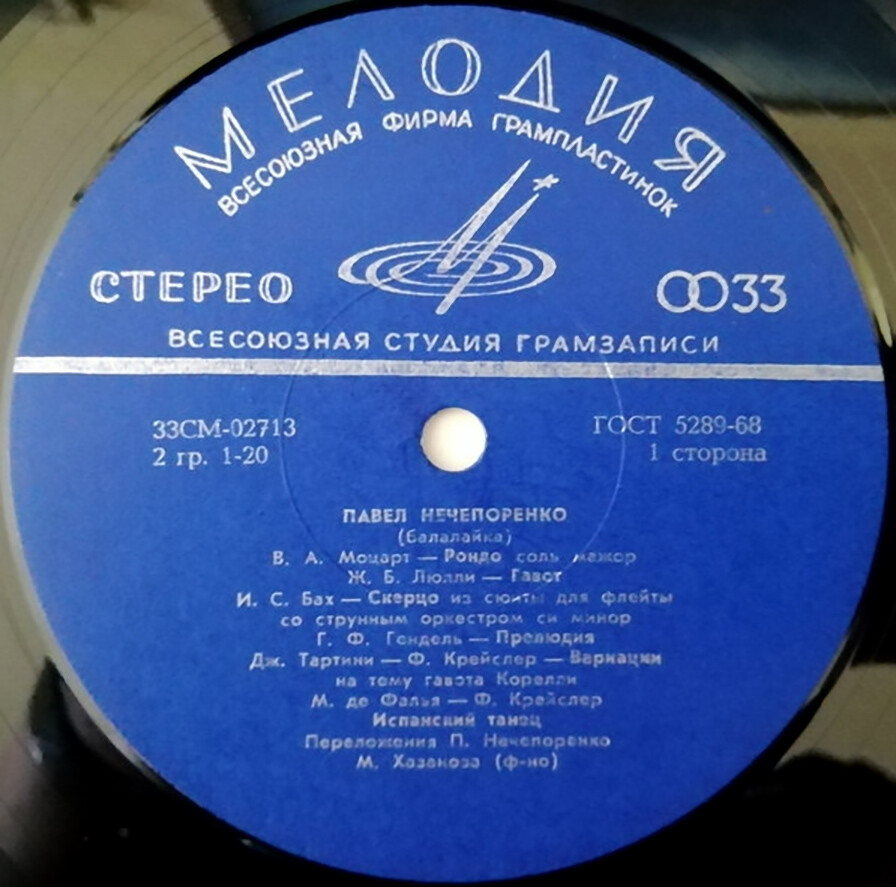 МЕЛОДИЯ
ВСЕСОЮЗНАЯ ФИРМА ГРАМПЛАСТИНОК
СТЕРЕО 33
ВСЕСОЮЗНАЯ СТУДИЯ ГРАМЗАПИСИ
33СМ-02713 ГОСТ 5289-68
2 гр. 1-20 1 сторона
ПАВЕЛ НЕЧЕПОРЕНКО
(балалайка)
В. А. Моцарт — Рондо соль мажор
Ж. Б. Люлли — Гавот
И. С. Бах — Скерцо из сюиты для флейты
со струнным оркестром си минор
Г. Ф. Гендель — Прелюдия
Дж. Тартини — Ф. Крейслер — Вариации
на тему гавота Корелли
М. де Фалья — Ф. Крейслер
Испанский танец
Переложения П. Нечепоренко
М. Хазанова (ф-но)